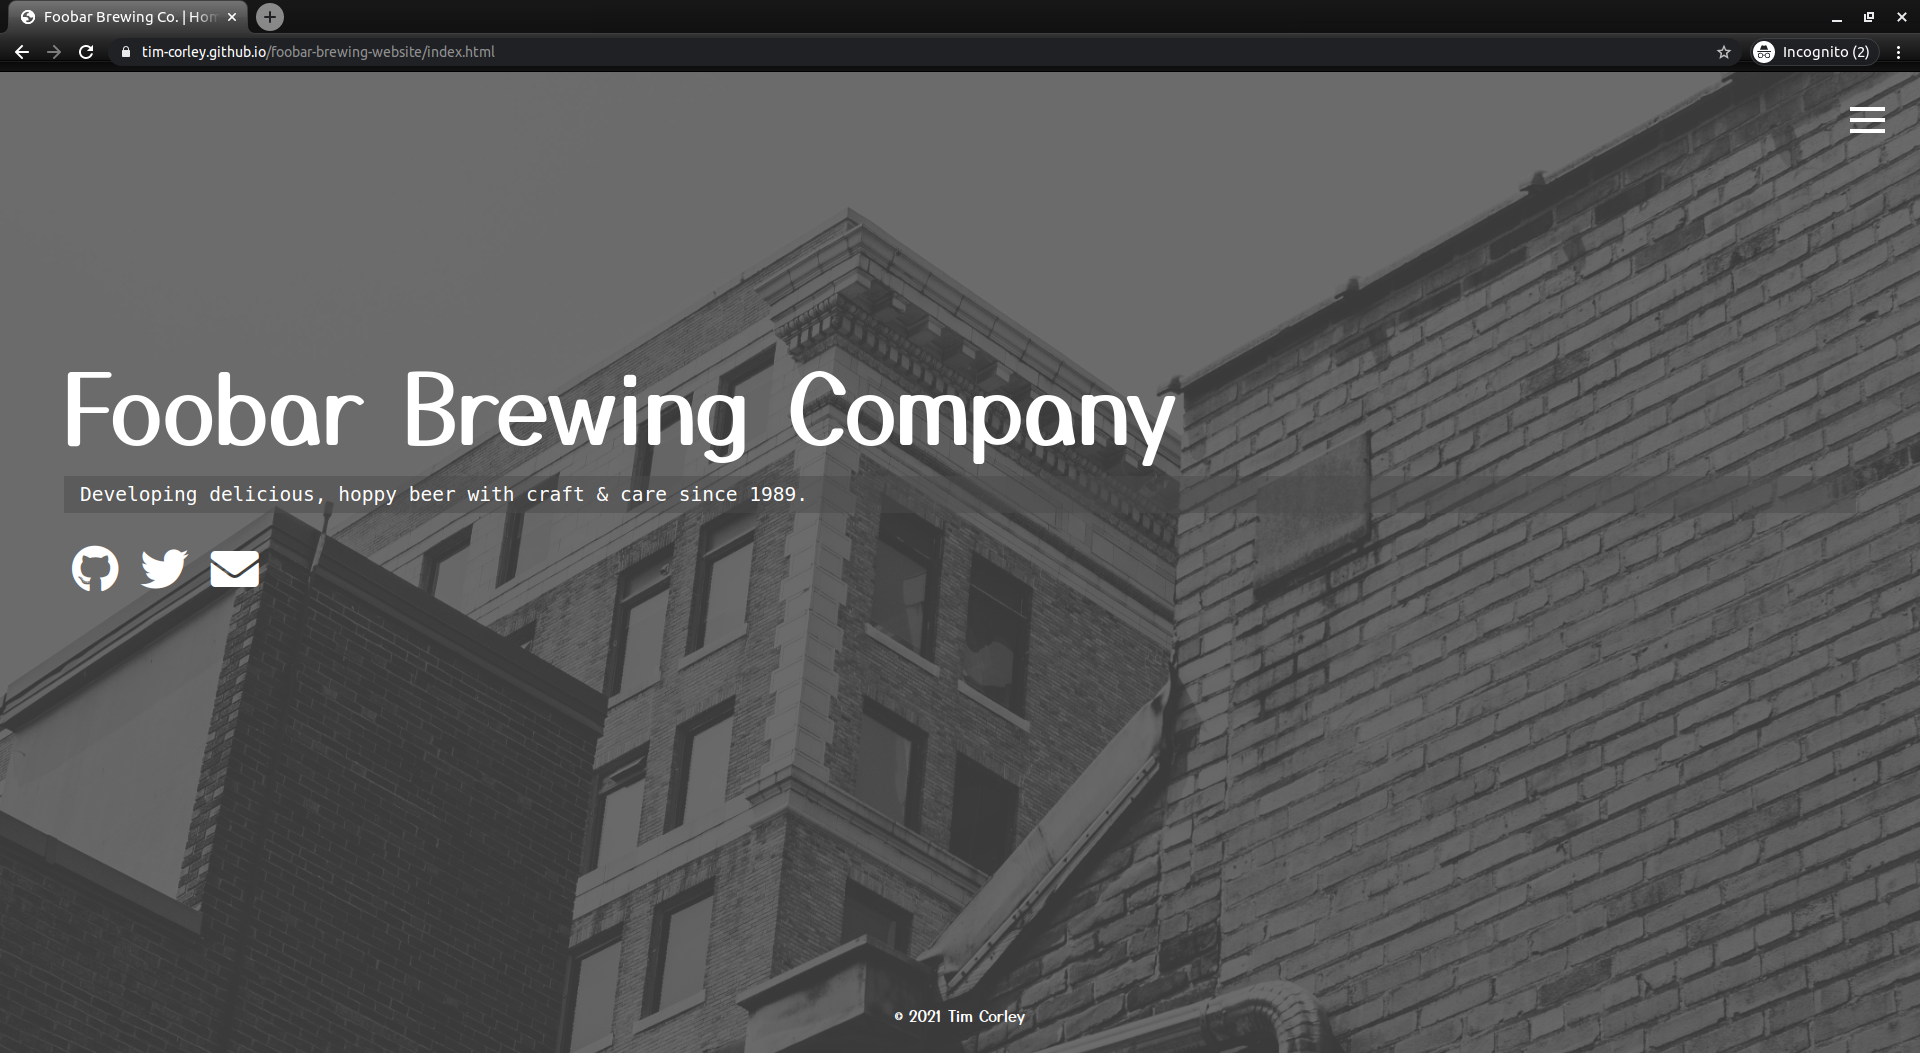 Foobar Brewing Co. | Hom
tim-corley.github.io/foobar-brewing-website/index.html
Incognito (2)
Foobar Brewing Company
Developing delicious, hoppy beer with craft & care since 1989.
© 2021 Tim Corley